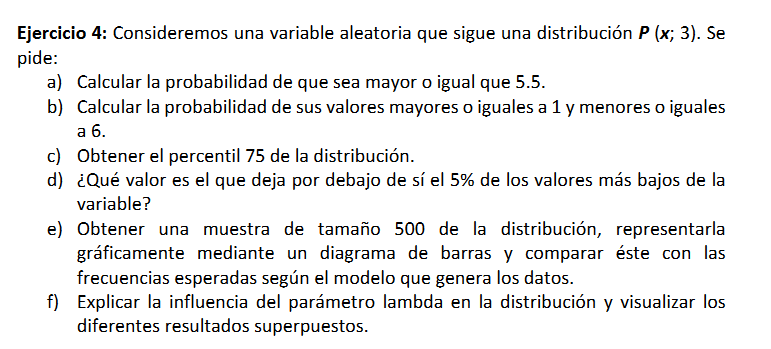 Ejercicio 4: Consideremos una variable aleatoria que sigue una distribución P (x; 3). Se
pide:
a) Calcular la probabilidad de que sea mayor o igual que 5.5.
b) Calcular la probabilidad de sus valores mayores o iguales a 1 y menores o iguales
a 6.
c) Obtener el percentil 75 de la distribución.
d) ¿Qué valor es el que deja por debajo de sí el 5% de los valores más bajos de la
variable?
e) Obtener una muestra de tamaño 500 de la distribución, representarla
gráficamente mediante un diagrama de barras y comparar éste con las
frecuencias esperadas según el modelo que genera los datos.
f) Explicar la influencia del parámetro lambda en la distribución y visualizar los
diferentes resultados superpuestos.